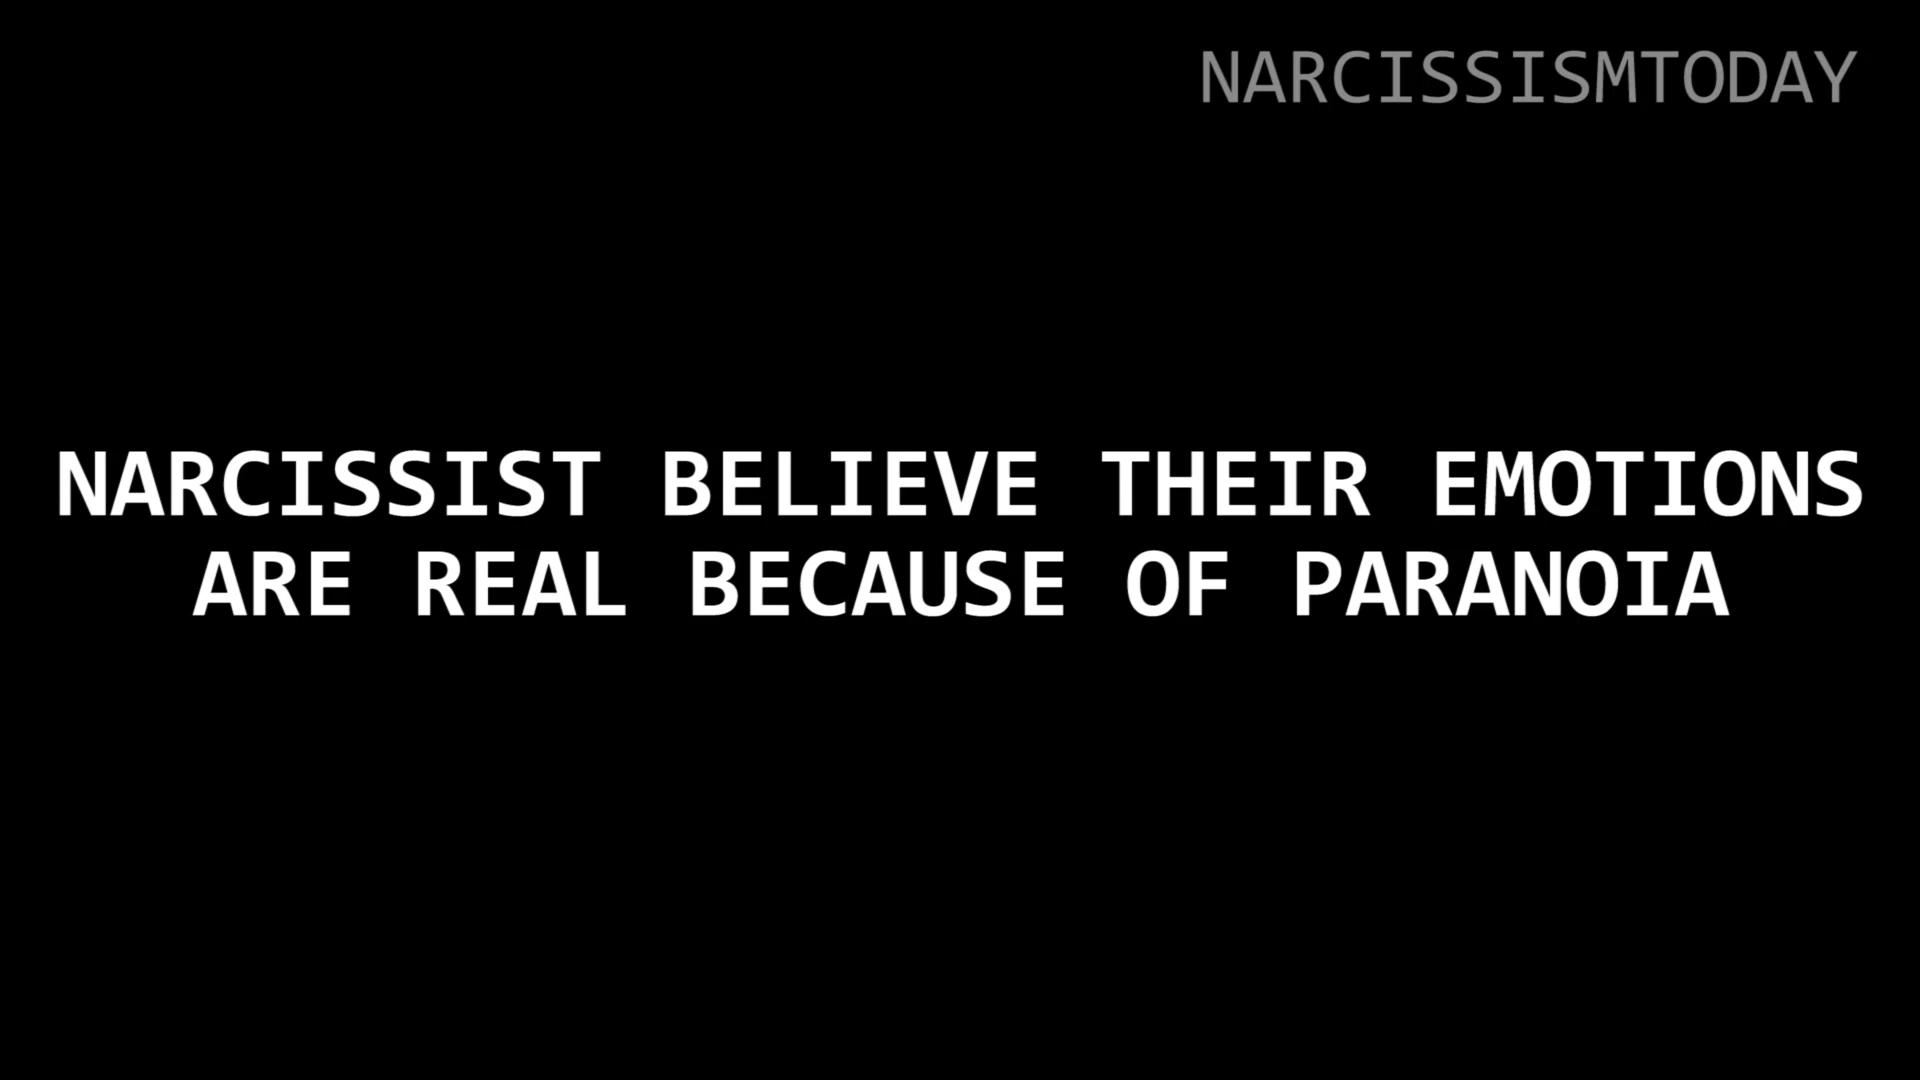 NARCISSISMTODAY
NARCISSIST BELIEVE THEIR EMOTIONS
ARE REAL BECAUSE OF PARANOIA